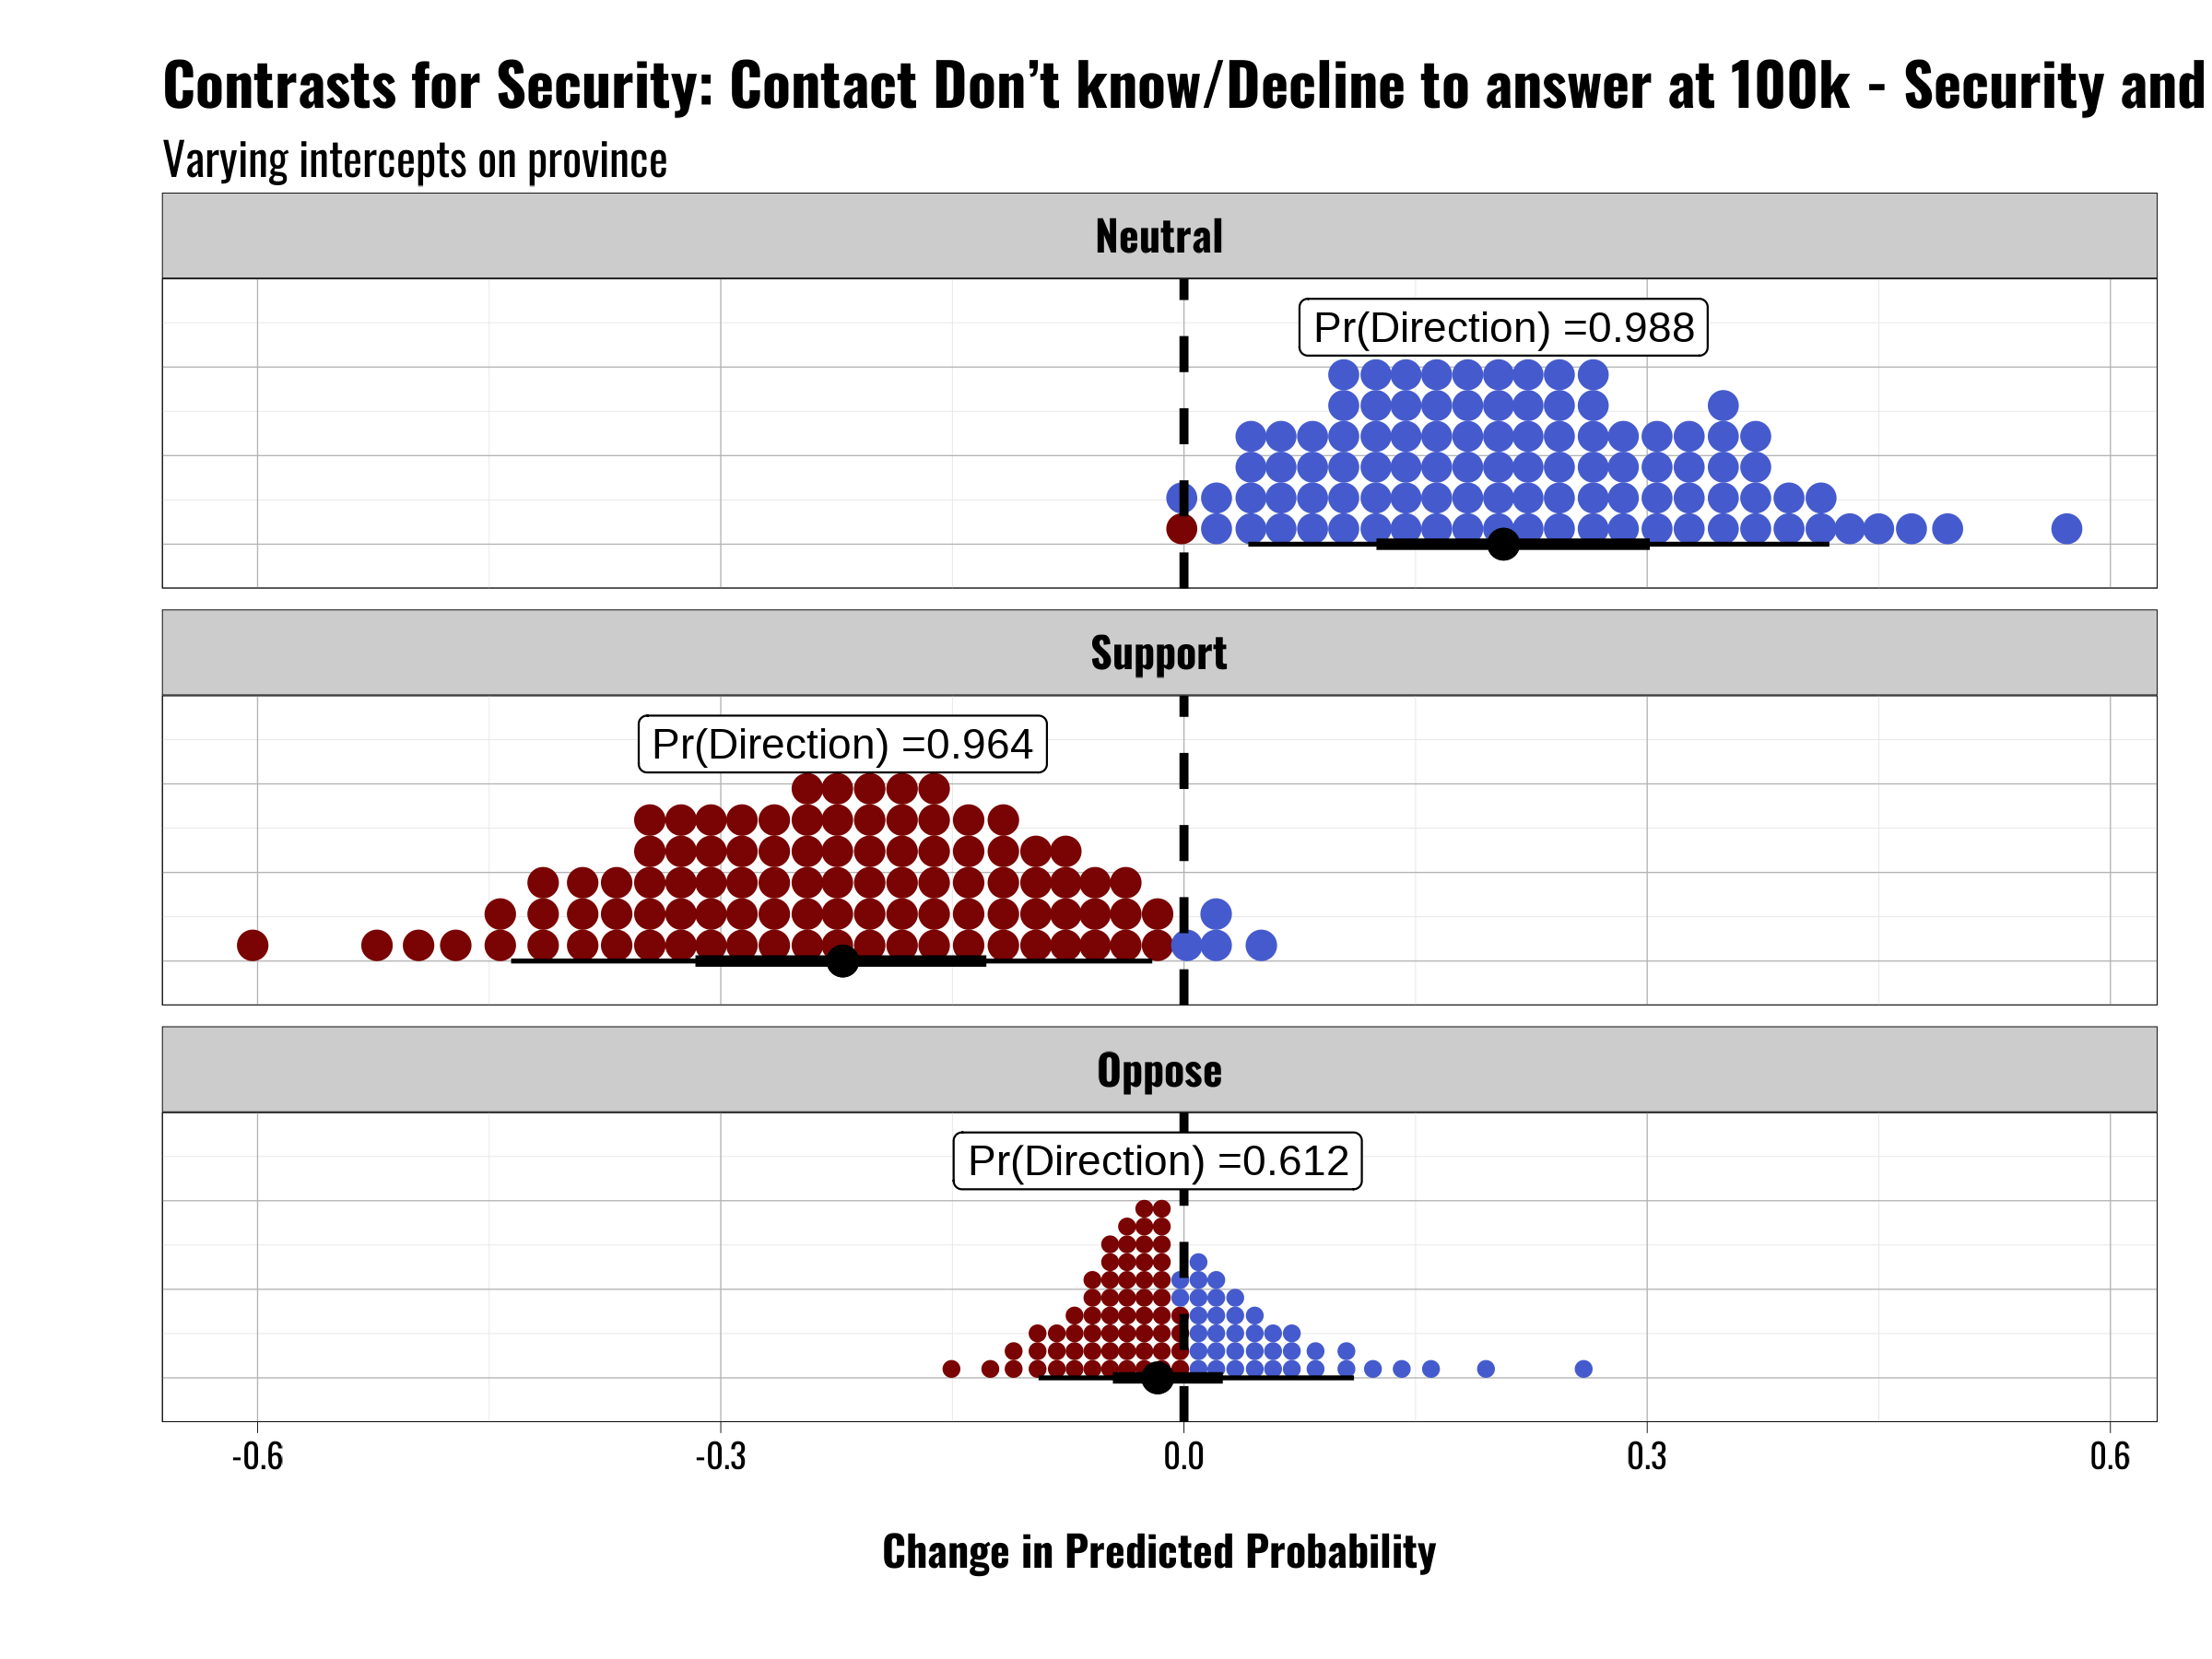 Contrasts for Security: Contact Don’t know/Decline to answer at 100k - Security and
Varying intercepts on province
Neutral
Pr(Direction) =0.988
Support
Pr(Direction) =0.964
Oppose
Pr(Direction) =0.612
-0.6 -0.3 0.0 0.3 0.6
Change in Predicted Probability